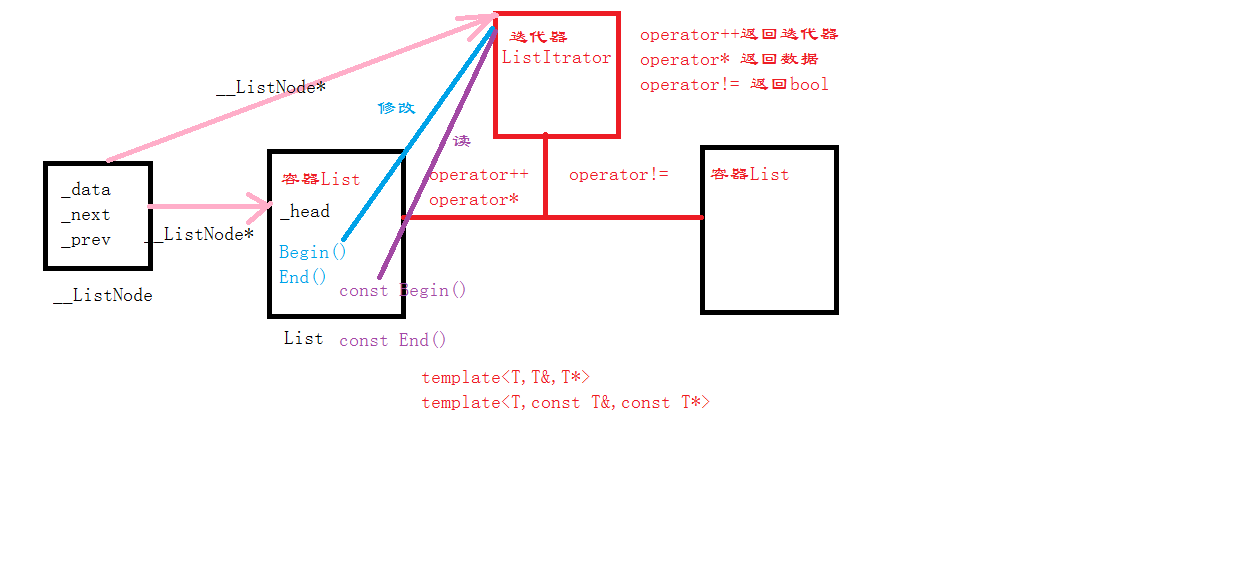 迭代器
ListItrator
operator++返回迭代器
operator* 返回数据
operator!= 返回bool
__ListNode*
修改
读
_data
_next
_prev
__ListNode
__ListNode*
容器List
_head
Begin()
End()
const Begin()
List
const End()
operator++
operator*
operator!=
容器List
template<T,T&,T*>
template<T,const T&,const T*>